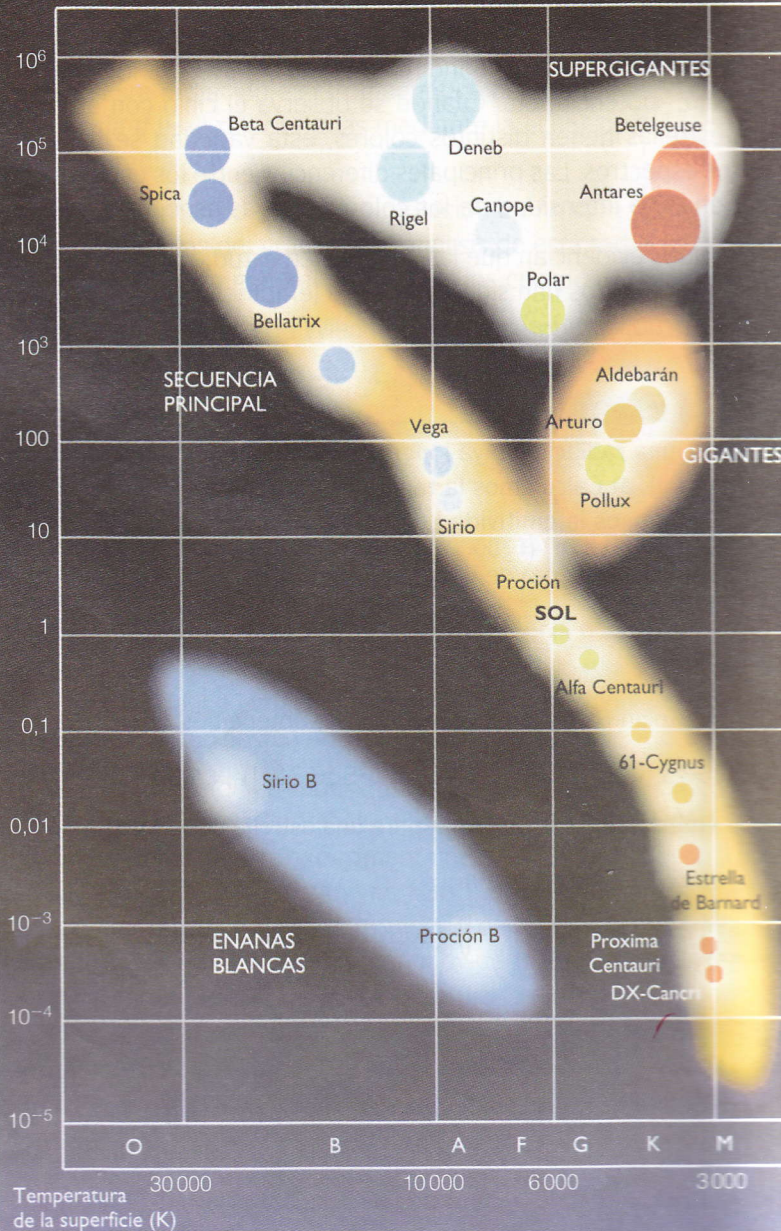 10⁶
SUPERGIGANTES
Beta Centauri
Betelgeuse
10⁵
Deneb
Spica
Antares
Rigel
Canope
10⁴
Polar
Bellatrix
10³
Aldebarán
SECUENCIA
PRINCIPAL
Vega
Arturo
100
GIGANTES
Pollux
Sirio
10
Proción
SOL
1
Alfa Centauri
0,1
61-Cygnus
Sirio B
0,01
Estrella
de Barnard
10⁻³
ENANAS
BLANCAS
Proción B
Proxima
Centauri
DX-Cancri
10⁻⁴
10⁻⁵
O B A F G K M
30 000 10 000 6 000 3 000
Temperatura
de la superficie (K)